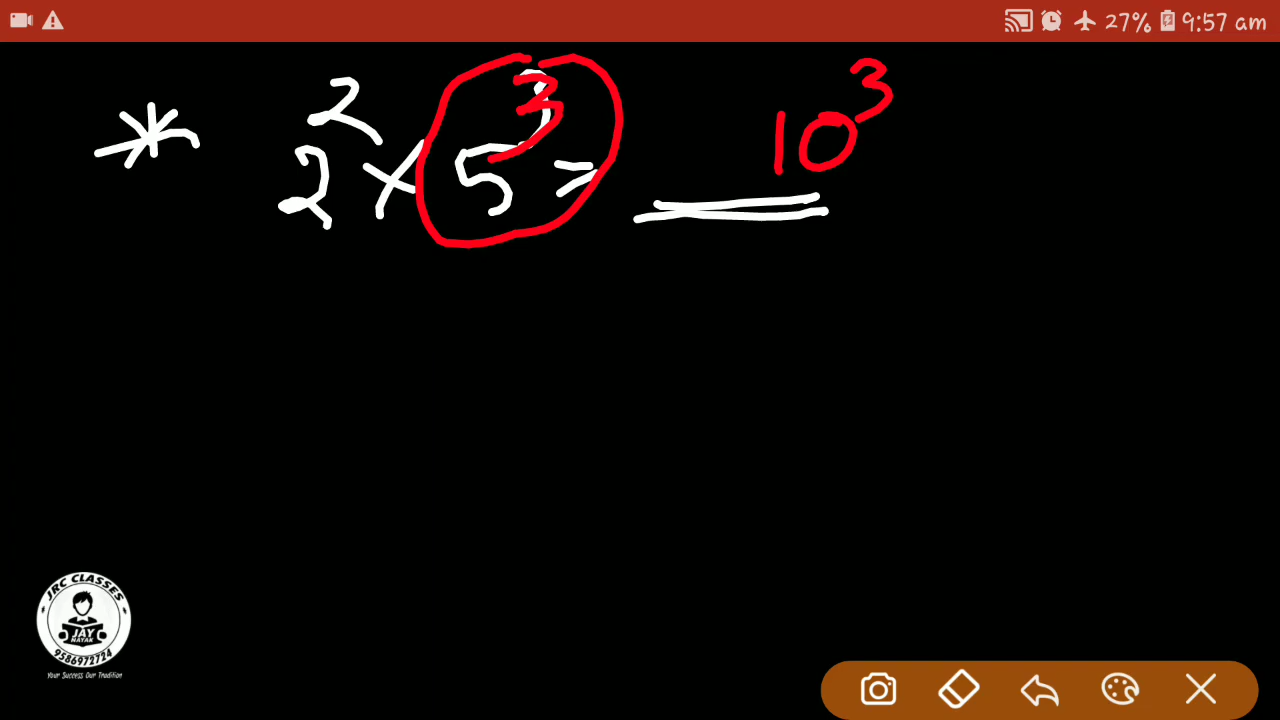 27% 9:57 am
* 2² × 5³ = 10³
JRC CLASSES
JAY
NAYAK
9586972724
Your Success Our Tradition